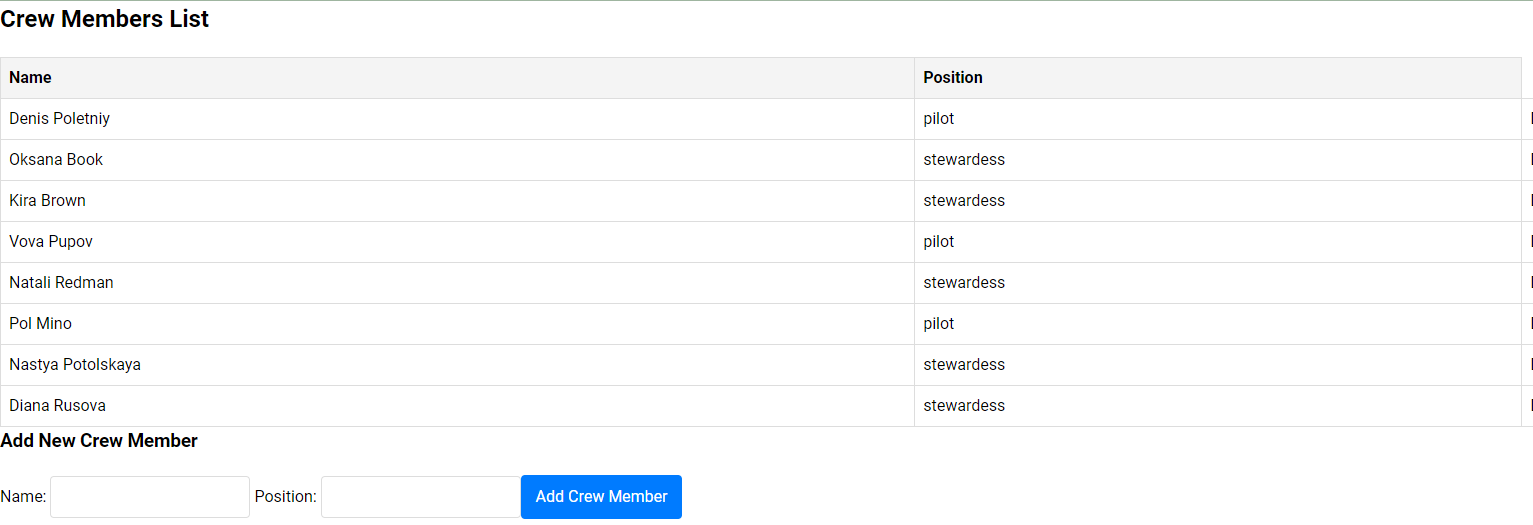 Crew Members List
Name Position
Denis Poletniy pilot
Oksana Book stewardess
Kira Brown stewardess
Vova Pupov pilot
Natali Redman stewardess
Pol Mino pilot
Nastya Potolskaya stewardess
Diana Rusova stewardess
Add New Crew Member
Name: Position: Add Crew Member